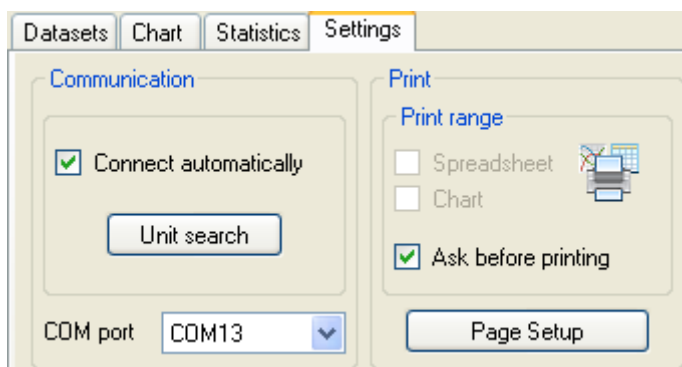 Datasets Chart Statistics Settings
Communication
Connect automatically
Unit search
COM port COM13
Print
Print range
Spreadsheet
Chart
Ask before printing
Page Setup